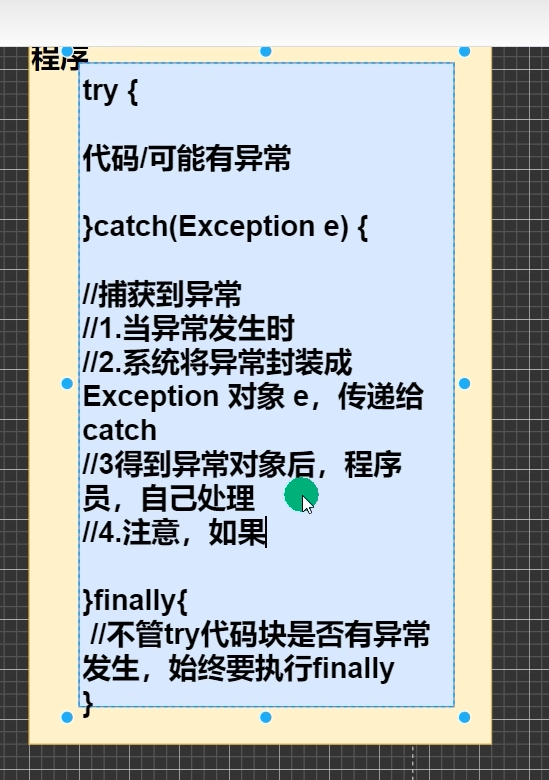 程序
try {
代码/可能有异常
}catch(Exception e) {
//捕获到异常
//1.当异常发生时
//2.系统将异常封装成
Exception 对象 e，传递给
catch
//3得到异常对象后，程序
员，自己处理
//4.注意，如果
}finally{
//不管try代码块是否有异常
发生，始终要执行finally
}